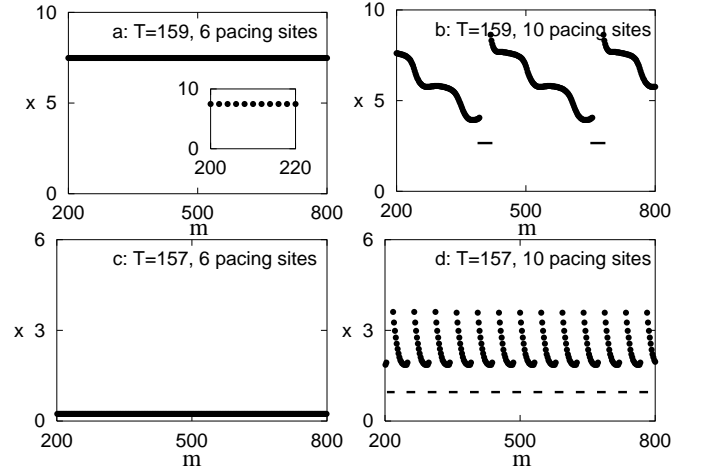 a: T=159, 6 pacing sites
10
x 5
0
200 500 800
m
10
0
200 220
b: T=159, 10 pacing sites
10
5
0
200 500 800
m
c: T=157, 6 pacing sites
6
x 3
0
200 500 800
m
d: T=157, 10 pacing sites
6
x 3
0
200 500 800
m